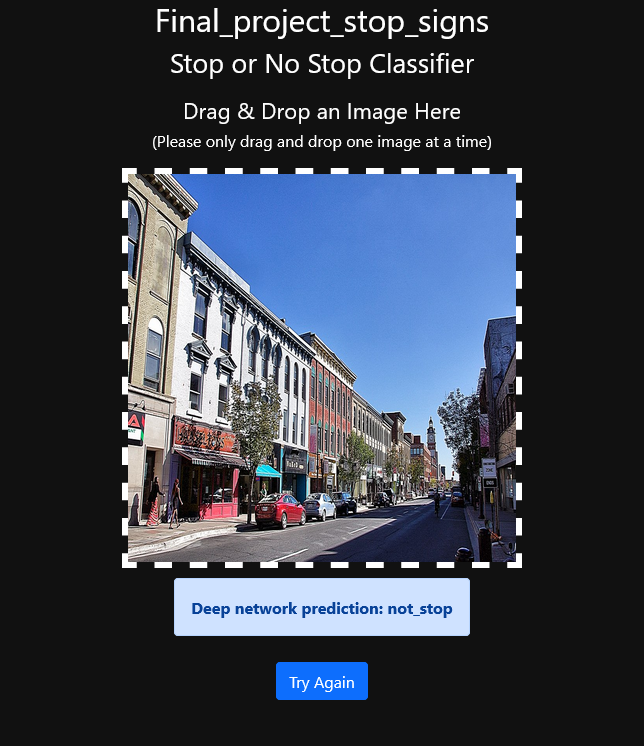 Final_project_stop_signs
Stop or No Stop Classifier
Drag & Drop an Image Here
(Please only drag and drop one image at a time)
Deep network prediction: not_stop
Try Again